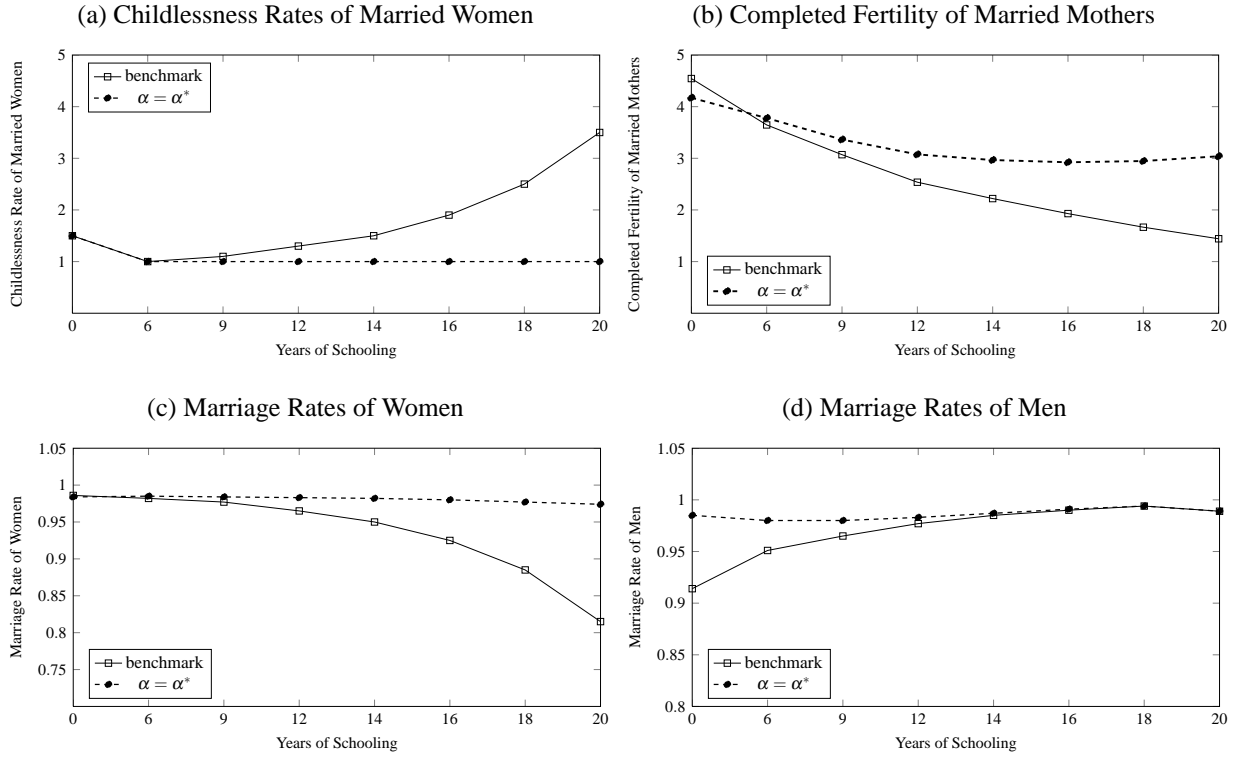 (a) Childlessness Rates of Married Women
Childlessness Rate of Married Women
5
4
3
2
1
benchmark
α = α*
0 6 9 12 14 16 18 20
Years of Schooling
(b) Completed Fertility of Married Mothers
Completed Fertility of Married Mothers
5
4
3
2
1
benchmark
α = α*
0 6 9 12 14 16 18 20
Years of Schooling
(c) Marriage Rates of Women
Marriage Rate of Women
1.05
1
0.95
0.9
0.85
0.8
0.75
benchmark
α = α*
0 6 9 12 14 16 18 20
Years of Schooling
(d) Marriage Rates of Men
Marriage Rate of Men
1.05
1
0.95
0.9
0.85
0.8
benchmark
α = α*
0 6 9 12 14 16 18 20
Years of Schooling